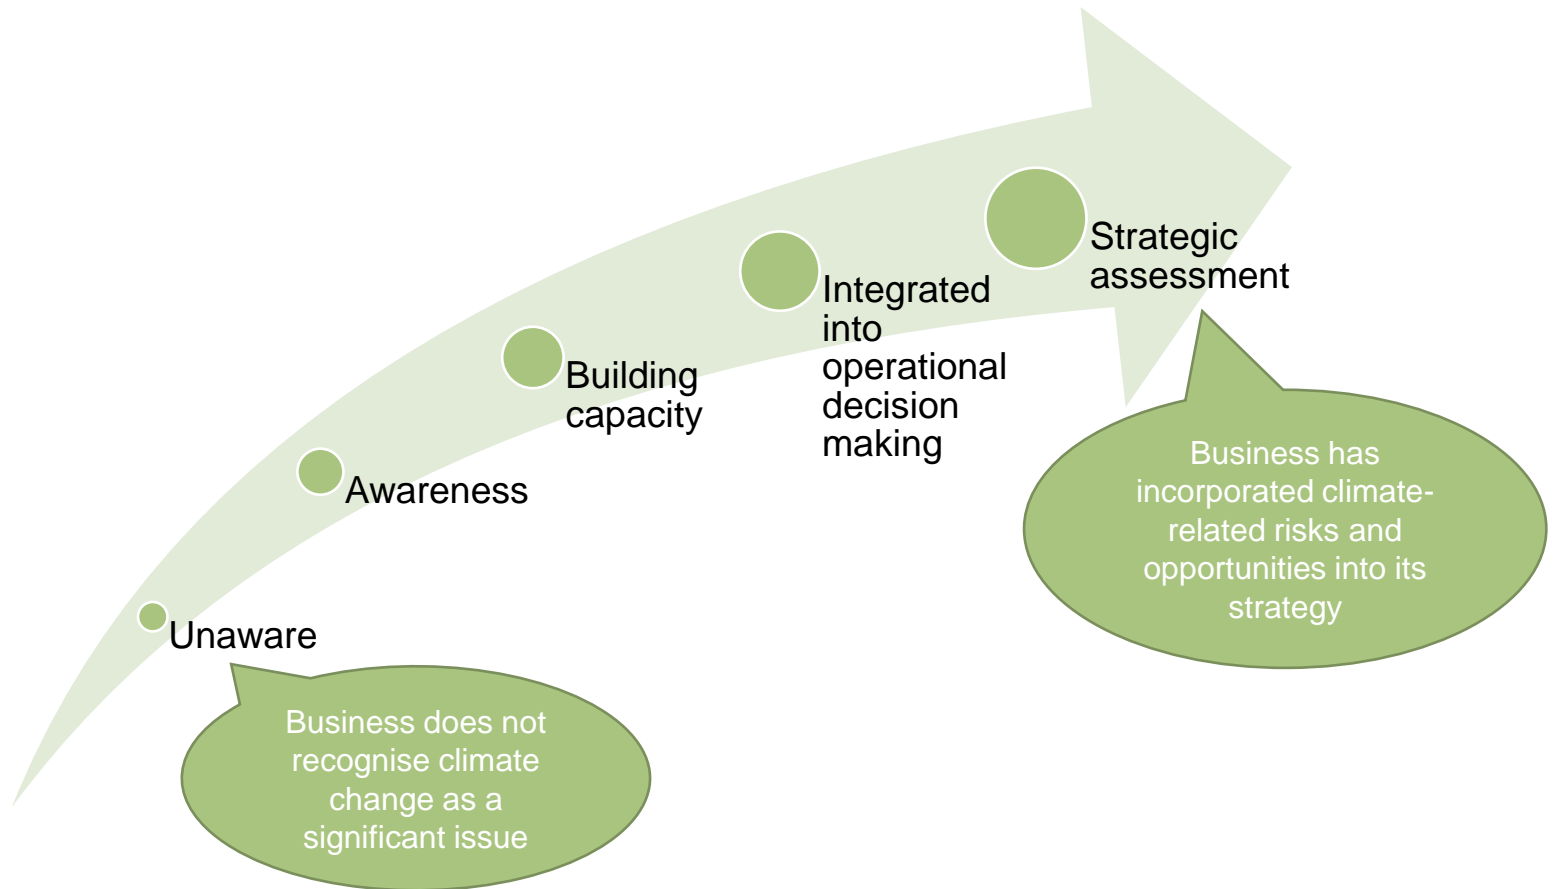 Strategic
assessment
Integrated
into
operational
decision
making
Building
capacity
Awareness
Unaware
Business has
incorporated climate-
related risks and
opportunities into its
strategy
Business does not
recognise climate
change as a
significant issue